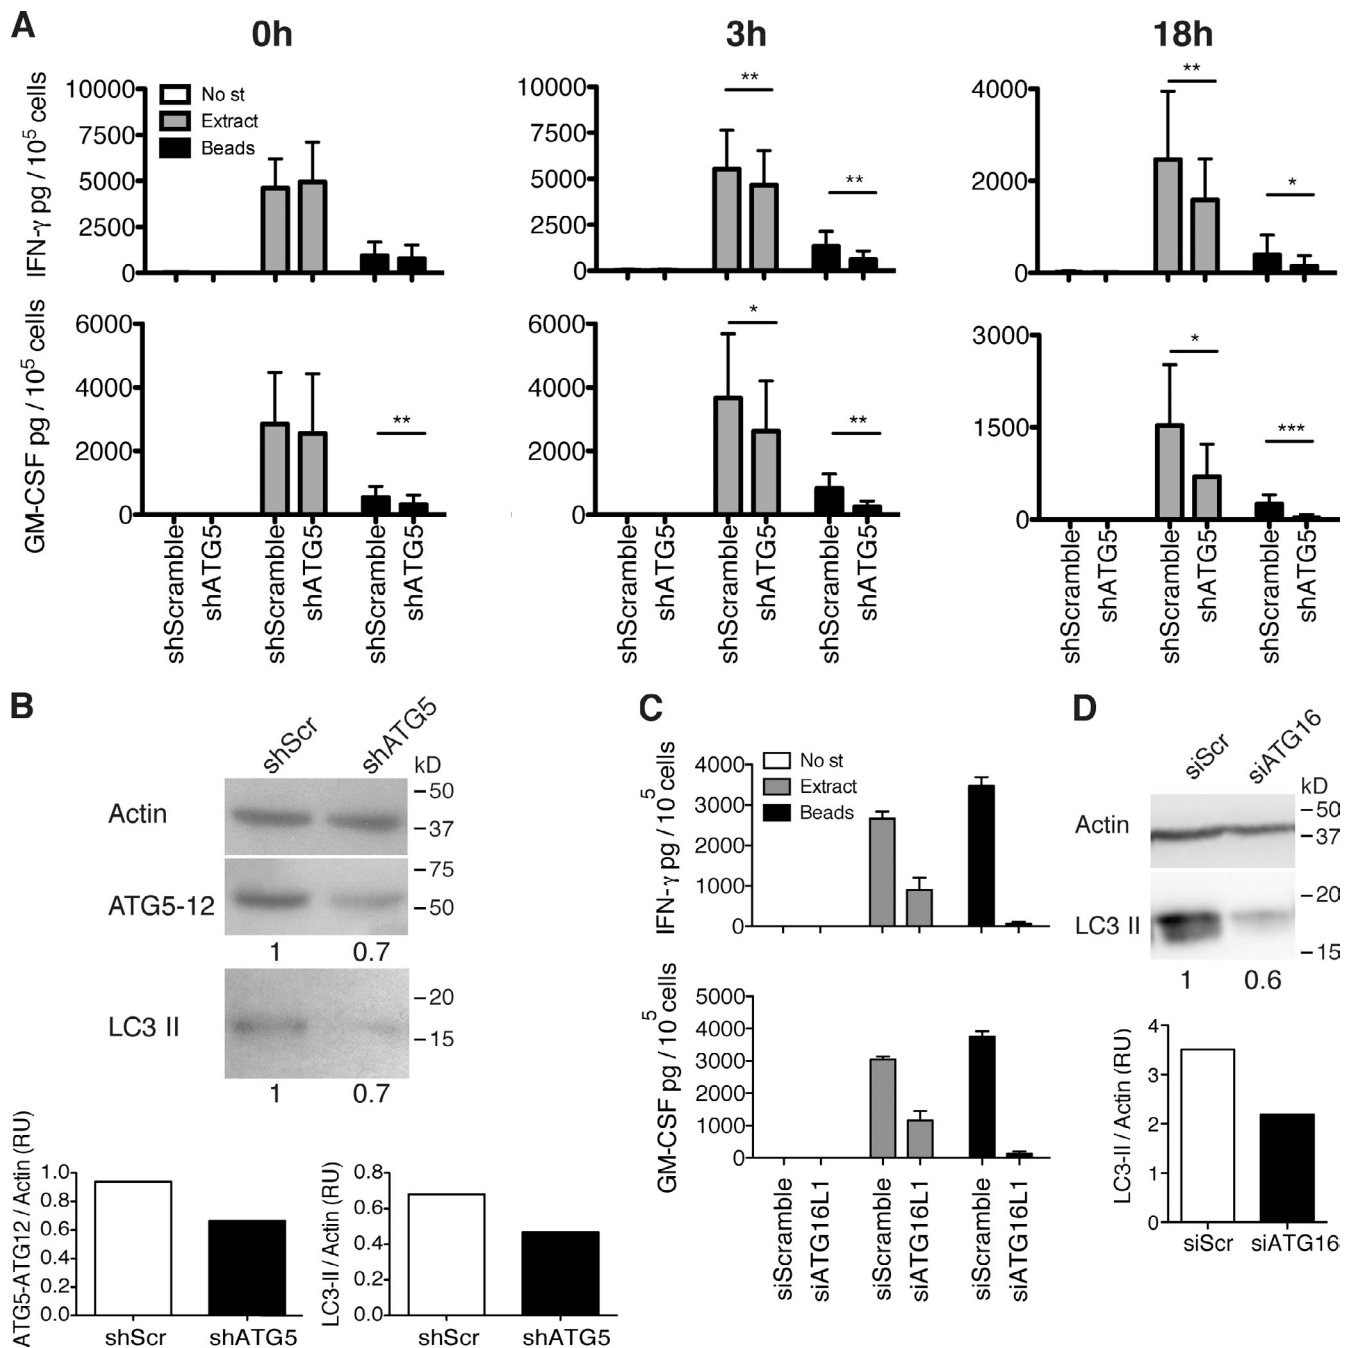 A
0h
3h
18h
IFN-γ pg / 10⁵ cells
10000
7500
5000
2500
0
No st
Extract
Beads
10000
7500
5000
2500
0
**
**
4000
2000
0
**
*
GM-CSF pg / 10⁵ cells
6000
4000
2000
0
**
6000
4000
2000
0
*
**
3000
1500
0
*
***
shScramble
shATG5
shScramble
shATG5
shScramble
shATG5
shScramble
shATG5
shScramble
shATG5
shScramble
shATG5
shScramble
shATG5
shScramble
shATG5
shScramble
shATG5
B
shScr
shATG5
kD
Actin
50
37
75
ATG5-12
50
1
0.7
20
LC3 II
15
1
0.7
ATG5-ATG12 / Actin (RU)
1.0
0.8
0.6
0.4
0.2
0.0
shScr
shATG5
LC3-II / Actin (RU)
0.8
0.6
0.4
0.2
0.0
shScr
shATG5
C
IFN-γ pg / 10⁵ cells
4000
3000
2000
1000
0
No st
Extract
Beads
GM-CSF pg / 10⁵ cells
5000
4000
3000
2000
1000
0
siScramble
siATG16L1
siScramble
siATG16L1
siScramble
siATG16L1
D
siScr
siATG16
kD
Actin
50
37
20
LC3 II
15
1
0.6
LC3-II / Actin (RU)
4
3
2
1
0
siScr
siATG16